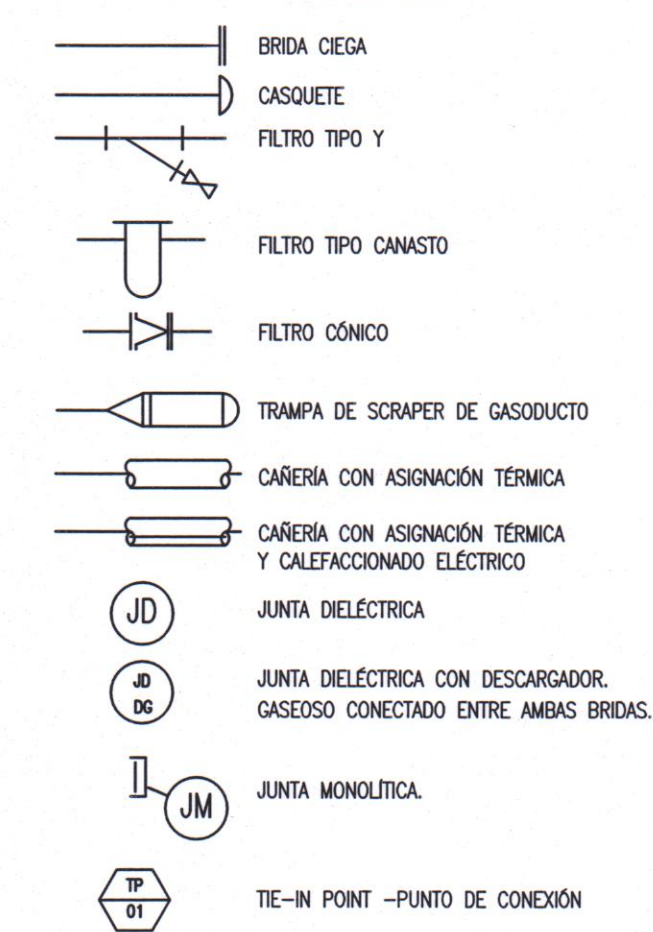 BRIDA CIEGA
CASQUETE
FILTRO TIPO Y
FILTRO TIPO CANASTO
FILTRO CÓNICO
TRAMPA DE SCRAPER DE GASODUCTO
CAÑERÍA CON ASIGNACIÓN TÉRMICA
CAÑERÍA CON ASIGNACIÓN TÉRMICA
Y CALEFACCIONADO ELÉCTRICO
JD
JUNTA DIELÉCTRICA
JD
DG
JUNTA DIELÉCTRICA CON DESCARGADOR.
GASEOSO CONECTADO ENTRE AMBAS BRIDAS.
JM
JUNTA MONOLÍTICA.
TP
01
TIE-IN POINT -PUNTO DE CONEXIÓN